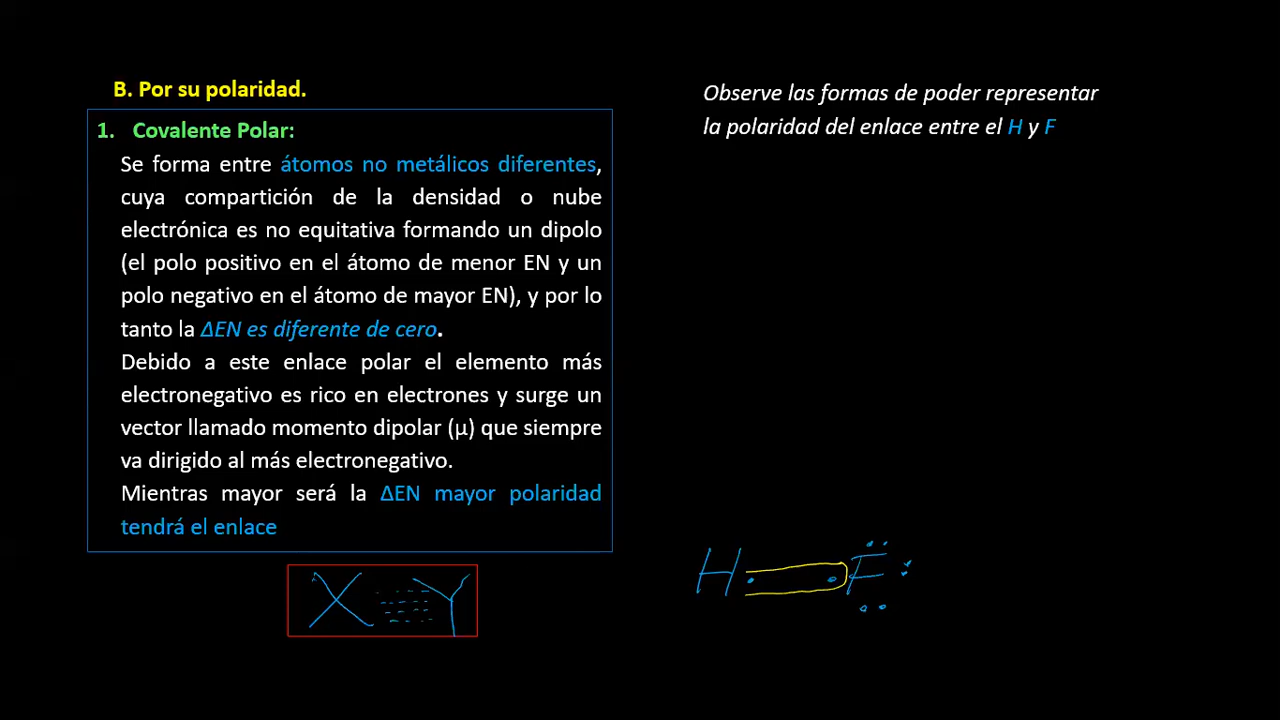 B. Por su polaridad.
1. Covalente Polar:
Se forma entre átomos no metálicos diferentes,
cuya compartición de la densidad o nube
electrónica es no equitativa formando un dipolo
(el polo positivo en el átomo de menor EN y un
polo negativo en el átomo de mayor EN), y por lo
tanto la ΔEN es diferente de cero.
Debido a este enlace polar el elemento más
electronegativo es rico en electrones y surge un
vector llamado momento dipolar (μ) que siempre
va dirigido al más electronegativo.
Mientras mayor será la ΔEN mayor polaridad
tendrá el enlace
X Y
Observe las formas de poder representar
la polaridad del enlace entre el H y F
H F